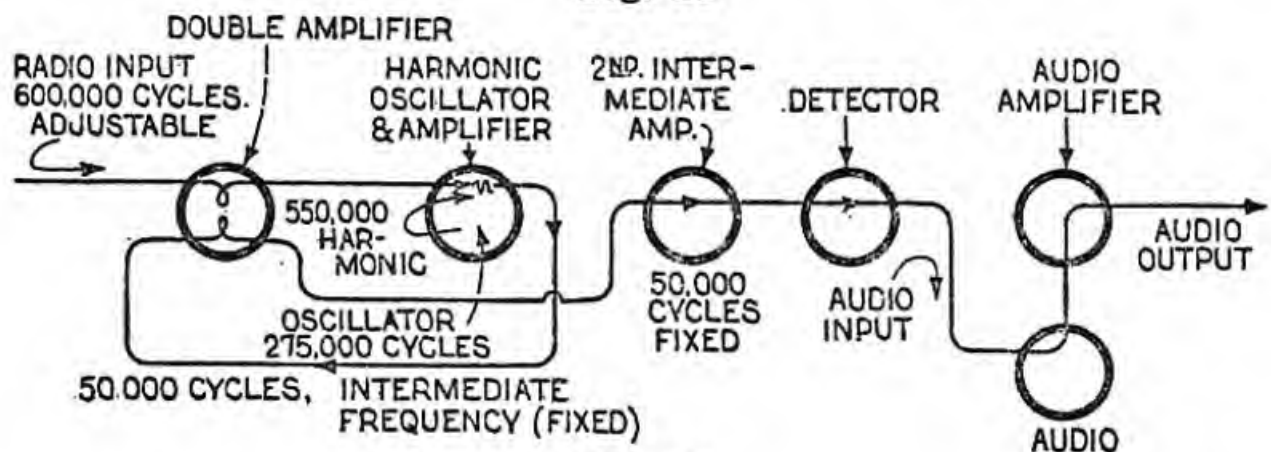 DOUBLE AMPLIFIER
RADIO INPUT
600,000 CYCLES.
ADJUSTABLE
HARMONIC
OSCILLATOR
& AMPLIFIER
2ND. INTER-
MEDIATE
AMP.
.DETECTOR
AUDIO
AMPLIFIER
550,000
HAR-
MONIC
OSCILLATOR
275,000 CYCLES
50,000
CYCLES
FIXED
AUDIO
INPUT
AUDIO
OUTPUT
.50.000 CYCLES, INTERMEDIATE
FREQUENCY (FIXED)
AUDIO